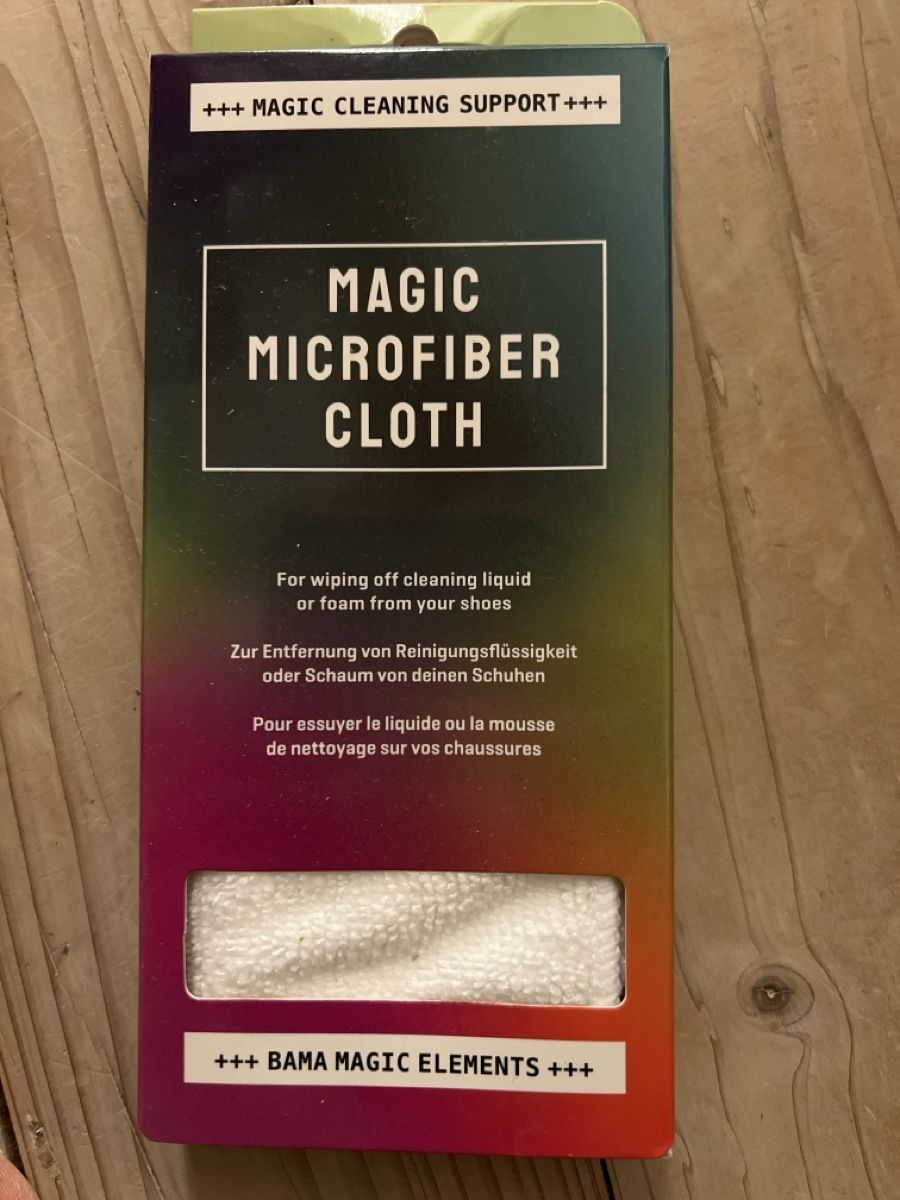 +++ MAGIC CLEANING SUPPORT+++
MAGIC
MICROFIBER
CLOTH
For wiping off cleaning liquid
or foam from your shoes
Zur Entfernung von Reinigungsflüssigkeit
oder Schaum von deinen Schuhen
Pour essuyer le liquide ou la mousse
de nettoyage sur vos chaussures
+++ BAMA MAGIC ELEMENTS +++